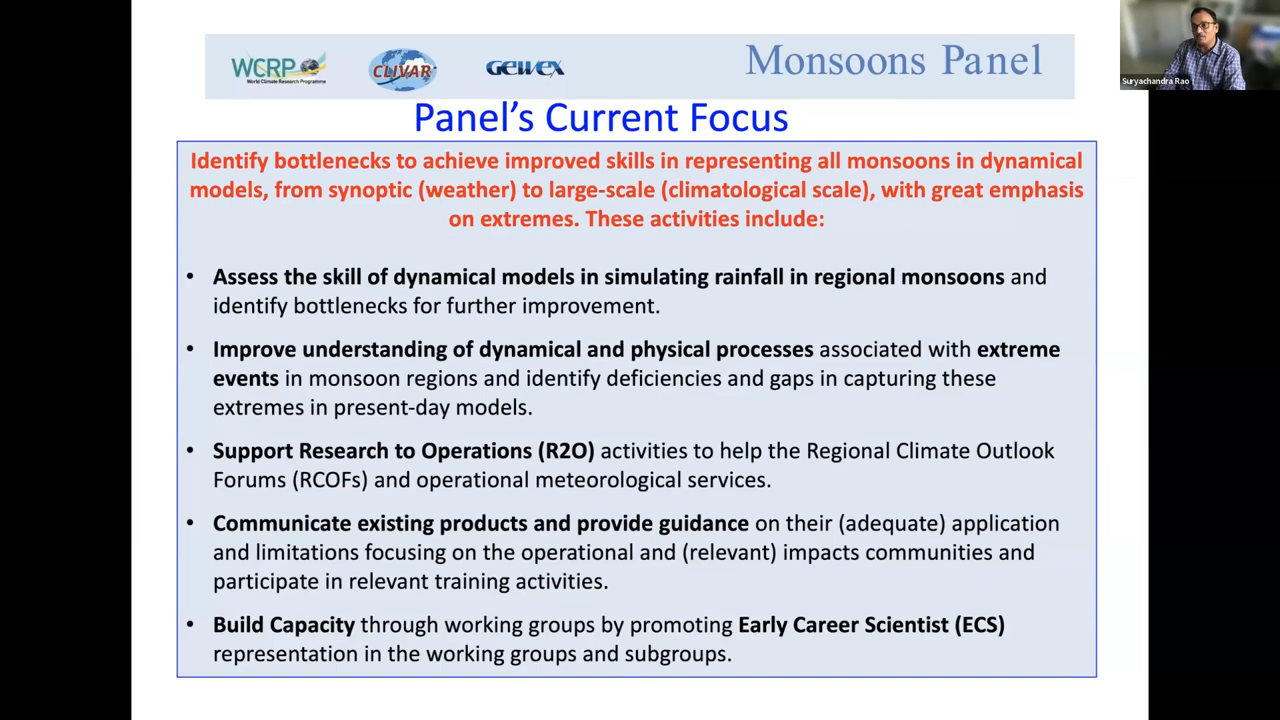 WCRP
World Climate Research Programme
CLIVAR
GEWEX
Monsoons Panel
Suryachandra Rao
Panel's Current Focus
Identify bottlenecks to achieve improved skills in representing all monsoons in dynamical
models, from synoptic (weather) to large-scale (climatological scale), with great emphasis
on extremes. These activities include:
• Assess the skill of dynamical models in simulating rainfall in regional monsoons and
identify bottlenecks for further improvement.
• Improve understanding of dynamical and physical processes associated with extreme
events in monsoon regions and identify deficiencies and gaps in capturing these
extremes in present-day models.
• Support Research to Operations (R2O) activities to help the Regional Climate Outlook
Forums (RCOFs) and operational meteorological services.
• Communicate existing products and provide guidance on their (adequate) application
and limitations focusing on the operational and (relevant) impacts communities and
participate in relevant training activities.
• Build Capacity through working groups by promoting Early Career Scientist (ECS)
representation in the working groups and subgroups.